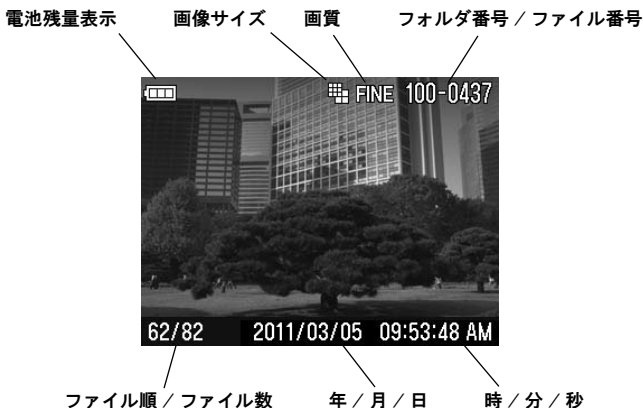 電池残量表示 画像サイズ 画質 フォルダ番号 / ファイル番号
FINE 100-0437
62/82 2011/03/05 09:53:48 AM
ファイル順 / ファイル数 年 / 月 / 日 時 / 分 / 秒